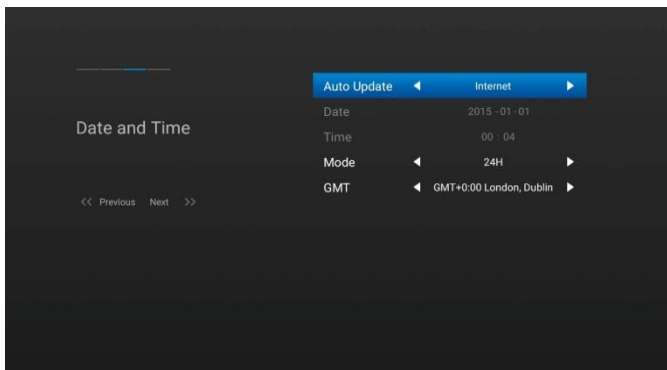 Date and Time
<< Previous Next >>
Auto Update Internet
Date 2015 - 01 - 01
Time 00 : 04
Mode 24H
GMT GMT+0:00 London, Dublin